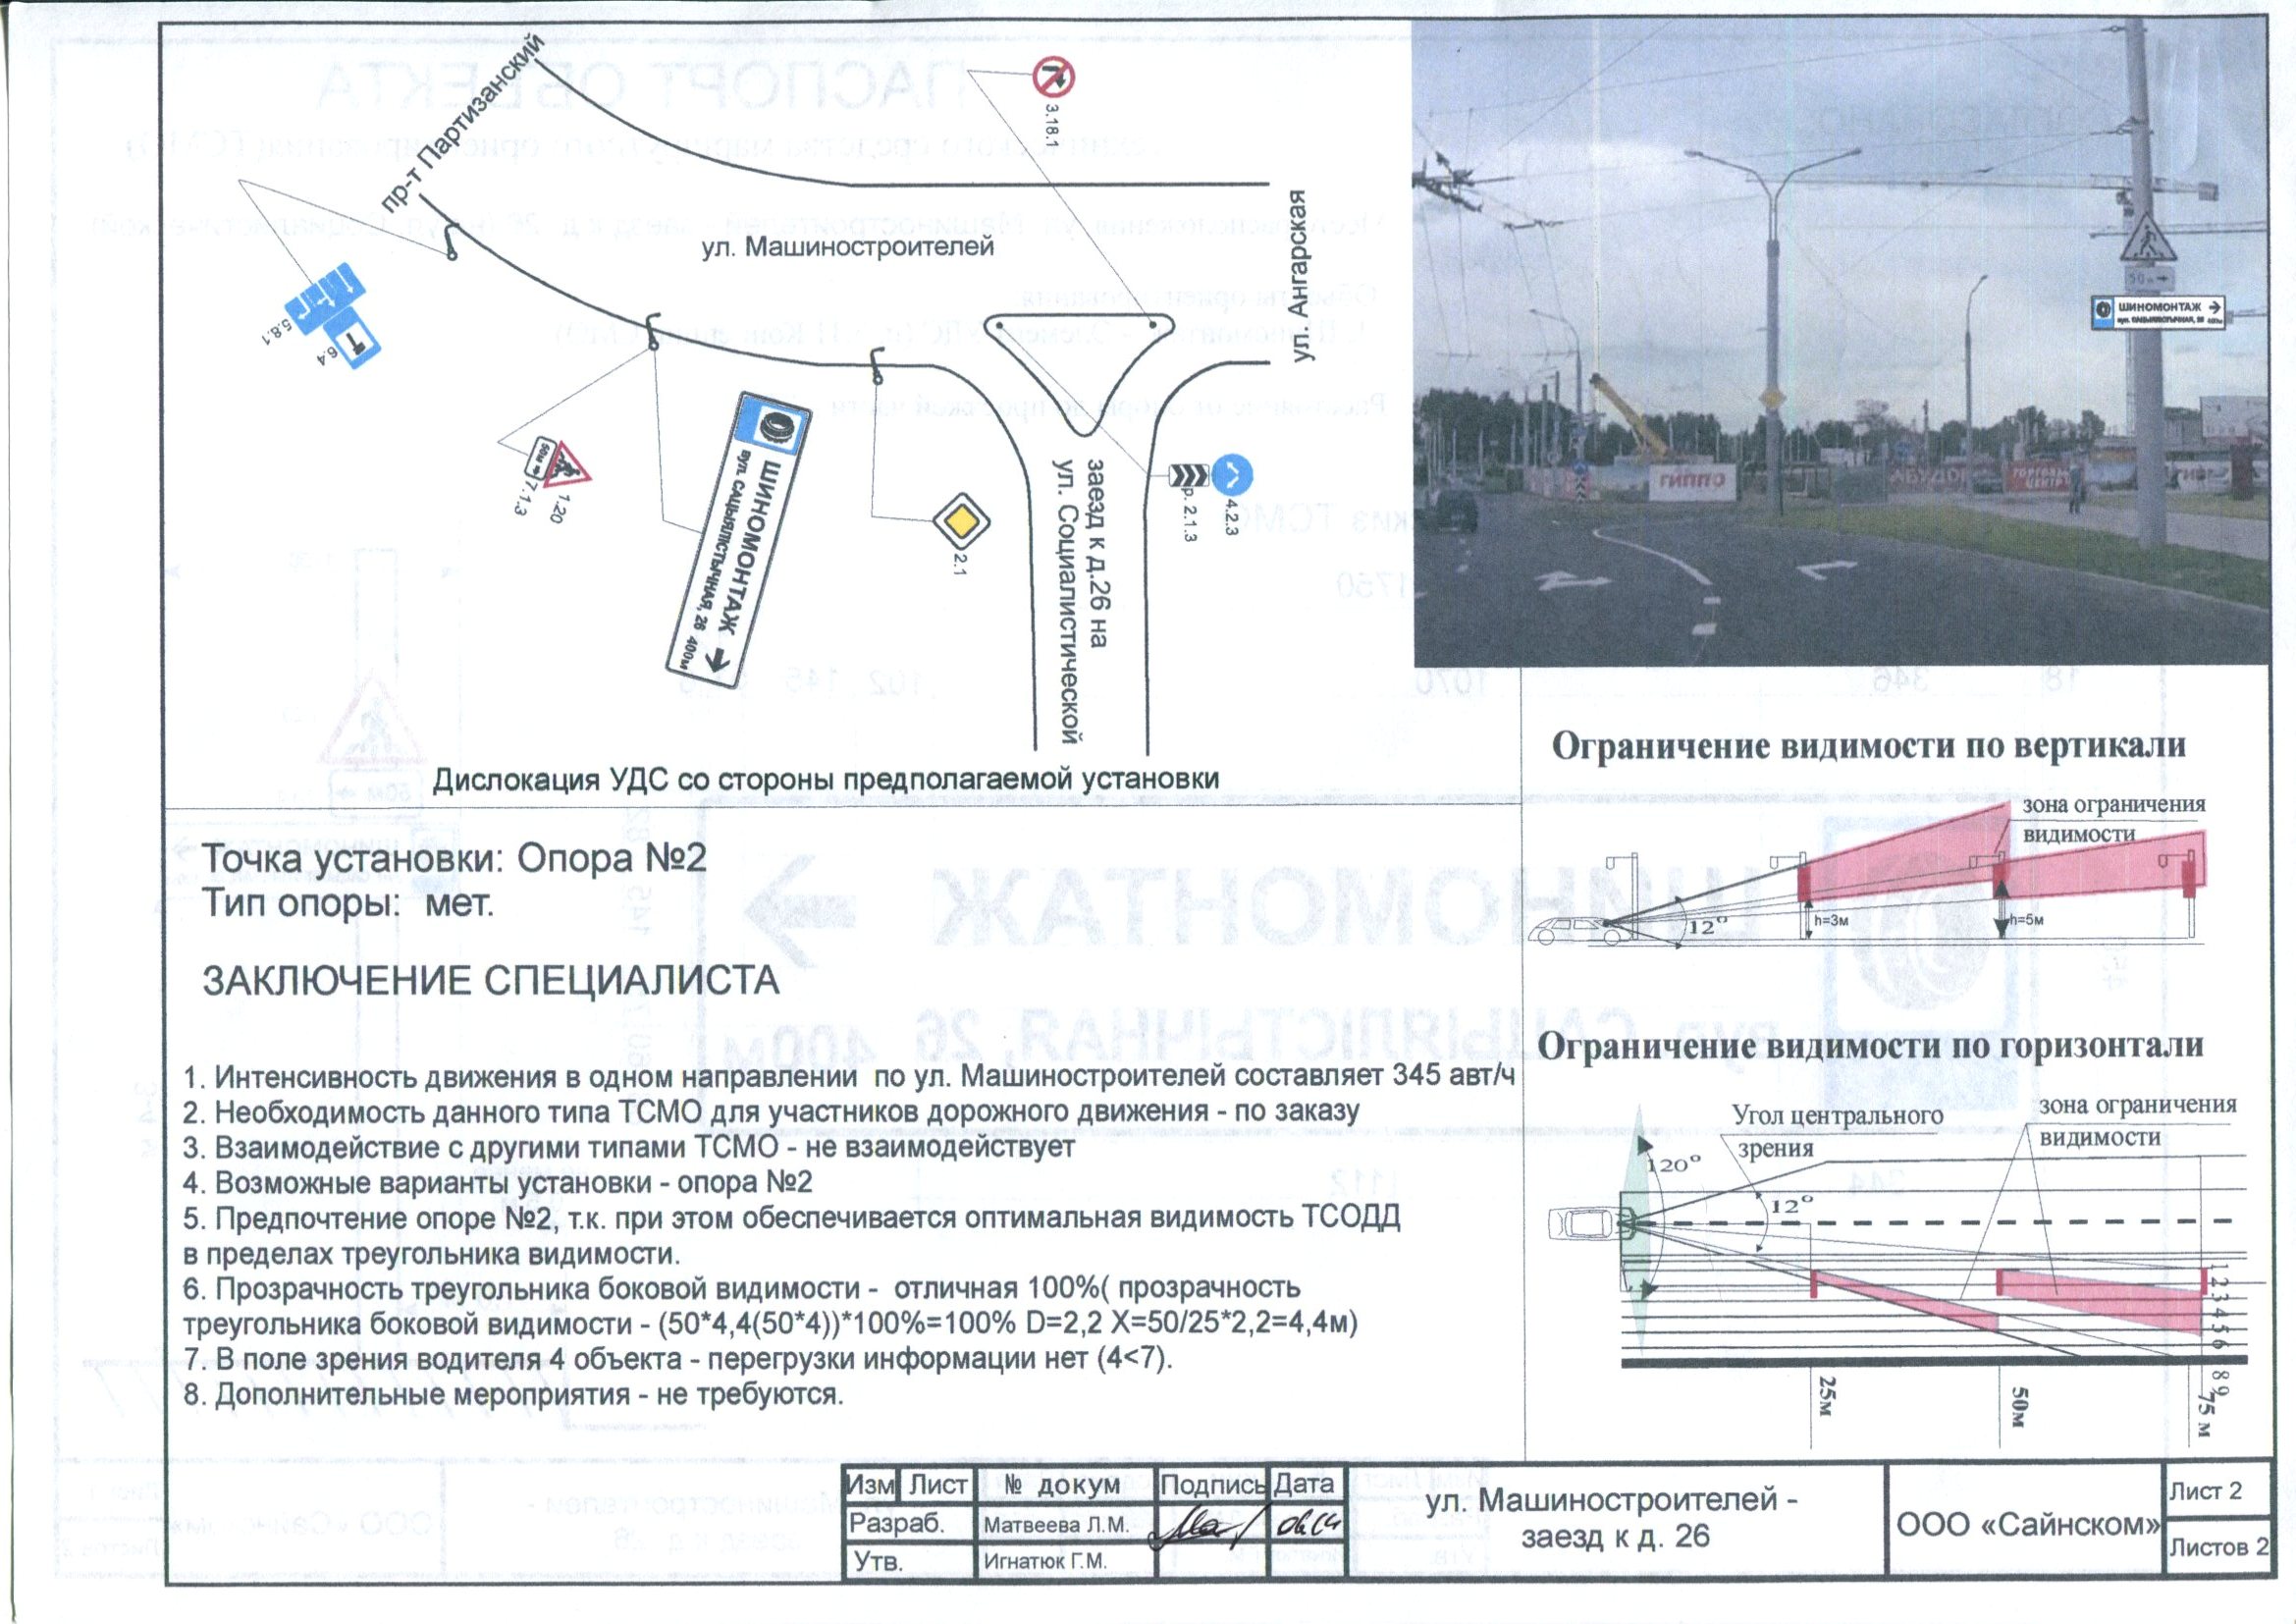 пр-т Партизанский
3.18.1
ул. Машиностроителей
ул. Ангарская
5.8.1
6.4
50м
7.1.3
1.20
ШИНОМОНТАЖ
вул. САЦЫЯЛІСТЫЧНАЯ, 26 400м
2.1
заезд к д.26 на
ул. Социалистической
р. 2.1.3
4.2.3
Дислокация УДС со стороны предполагаемой установки
50м
ШИНОМОНТАЖ
вул. САЦЫЯЛІСТЫЧНАЯ, 26 400м
ГИППО
ТОРГОВЫ
ЦЕНТР
Точка установки: Опора №2
Тип опоры: мет.
ЗАКЛЮЧЕНИЕ СПЕЦИАЛИСТА
1. Интенсивность движения в одном направлении по ул. Машиностроителей составляет 345 авт/ч
2. Необходимость данного типа ТСМО для участников дорожного движения - по заказу
3. Взаимодействие с другими типами ТСМО - не взаимодействует
4. Возможные варианты установки - опора №2
5. Предпочтение опоре №2, т.к. при этом обеспечивается оптимальная видимость ТСОДД
в пределах треугольника видимости.
6. Прозрачность треугольника боковой видимости - отличная 100%( прозрачность
треугольника боковой видимости - (50*4,4(50*4))*100%=100% D=2,2 X=50/25*2,2=4,4м)
7. В поле зрения водителя 4 объекта - перегрузки информации нет (4<7).
8. Дополнительные мероприятия - не требуются.
Ограничение видимости по вертикали
зона ограничения
видимости
12°
h=3м
h=5м
Ограничение видимости по горизонтали
Угол центрального
зрения
зона ограничения
видимости
120°
12°
1 2 3 4 5 6 8 9
25м
50м
75 м
Изм Лист № докум Подпись Дата
Разраб. Матвеева Л.М.
Утв. Игнатюк Г.М.
ул. Машиностроителей -
заезд к д. 26
ООО «Сайнском»
Лист 2
Листов 2